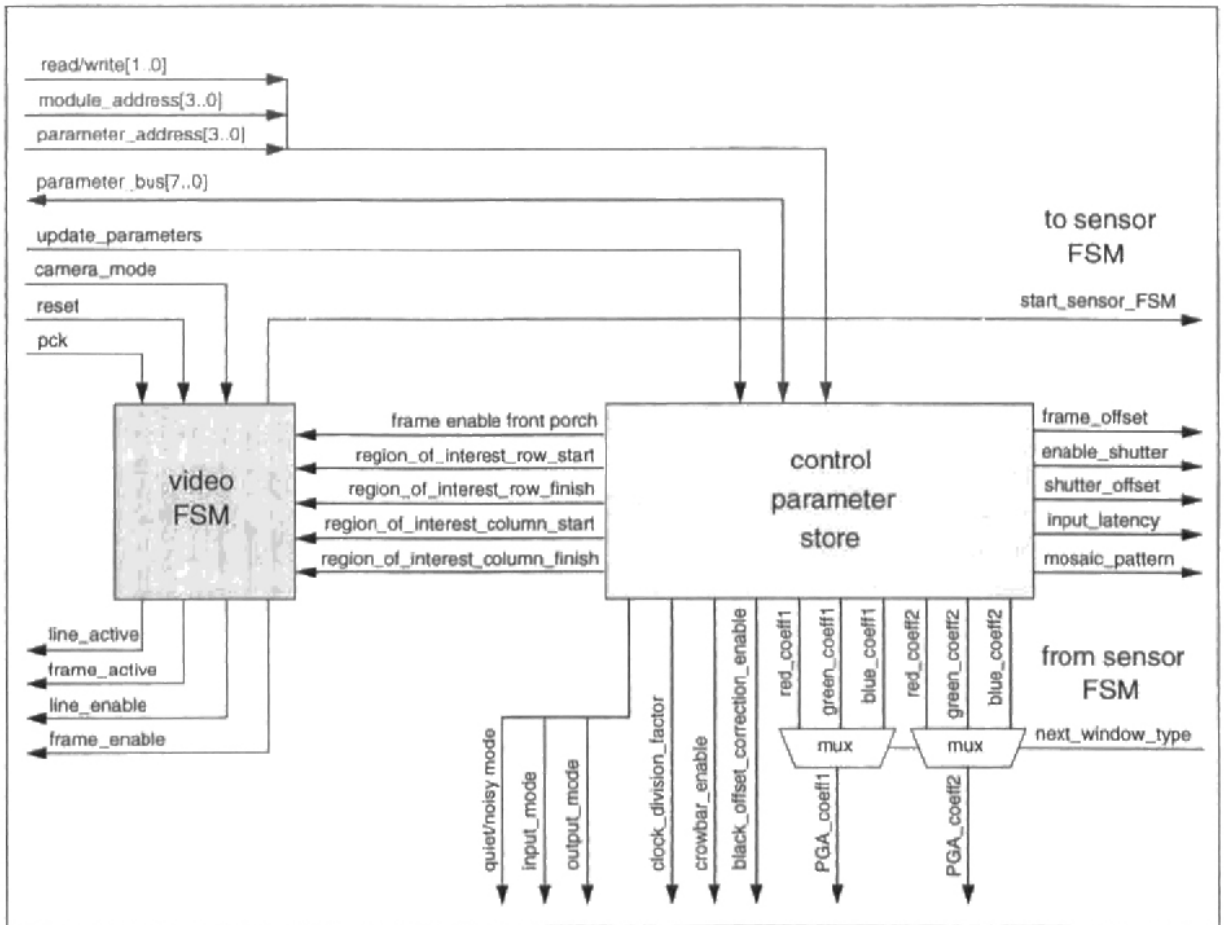 read/write[1..0]
module_address[3..0]
parameter_address[3..0]
parameter_bus[7..0]
update_parameters
camera_mode
reset
pck
to sensor
FSM
start_sensor_FSM
video
FSM
frame enable front porch
region_of_interest_row_start
region_of_interest_row_finish
region_of_interest_column_start
region_of_interest_column_finish
control
parameter
store
frame_offset
enable_shutter
shutter_offset
input_latency
mosaic_pattern
line_active
frame_active
line_enable
frame_enable
quiet/noisy mode
input_mode
output_mode
clock_division_factor
crowbar_enable
black_offset_correction_enable
red_coeff1
green_coeff1
blue_coeff1
red_coeff2
green_coeff2
blue_coeff2
from sensor
FSM
next_window_type
mux
mux
PGA_coeff1
PGA_coeff2